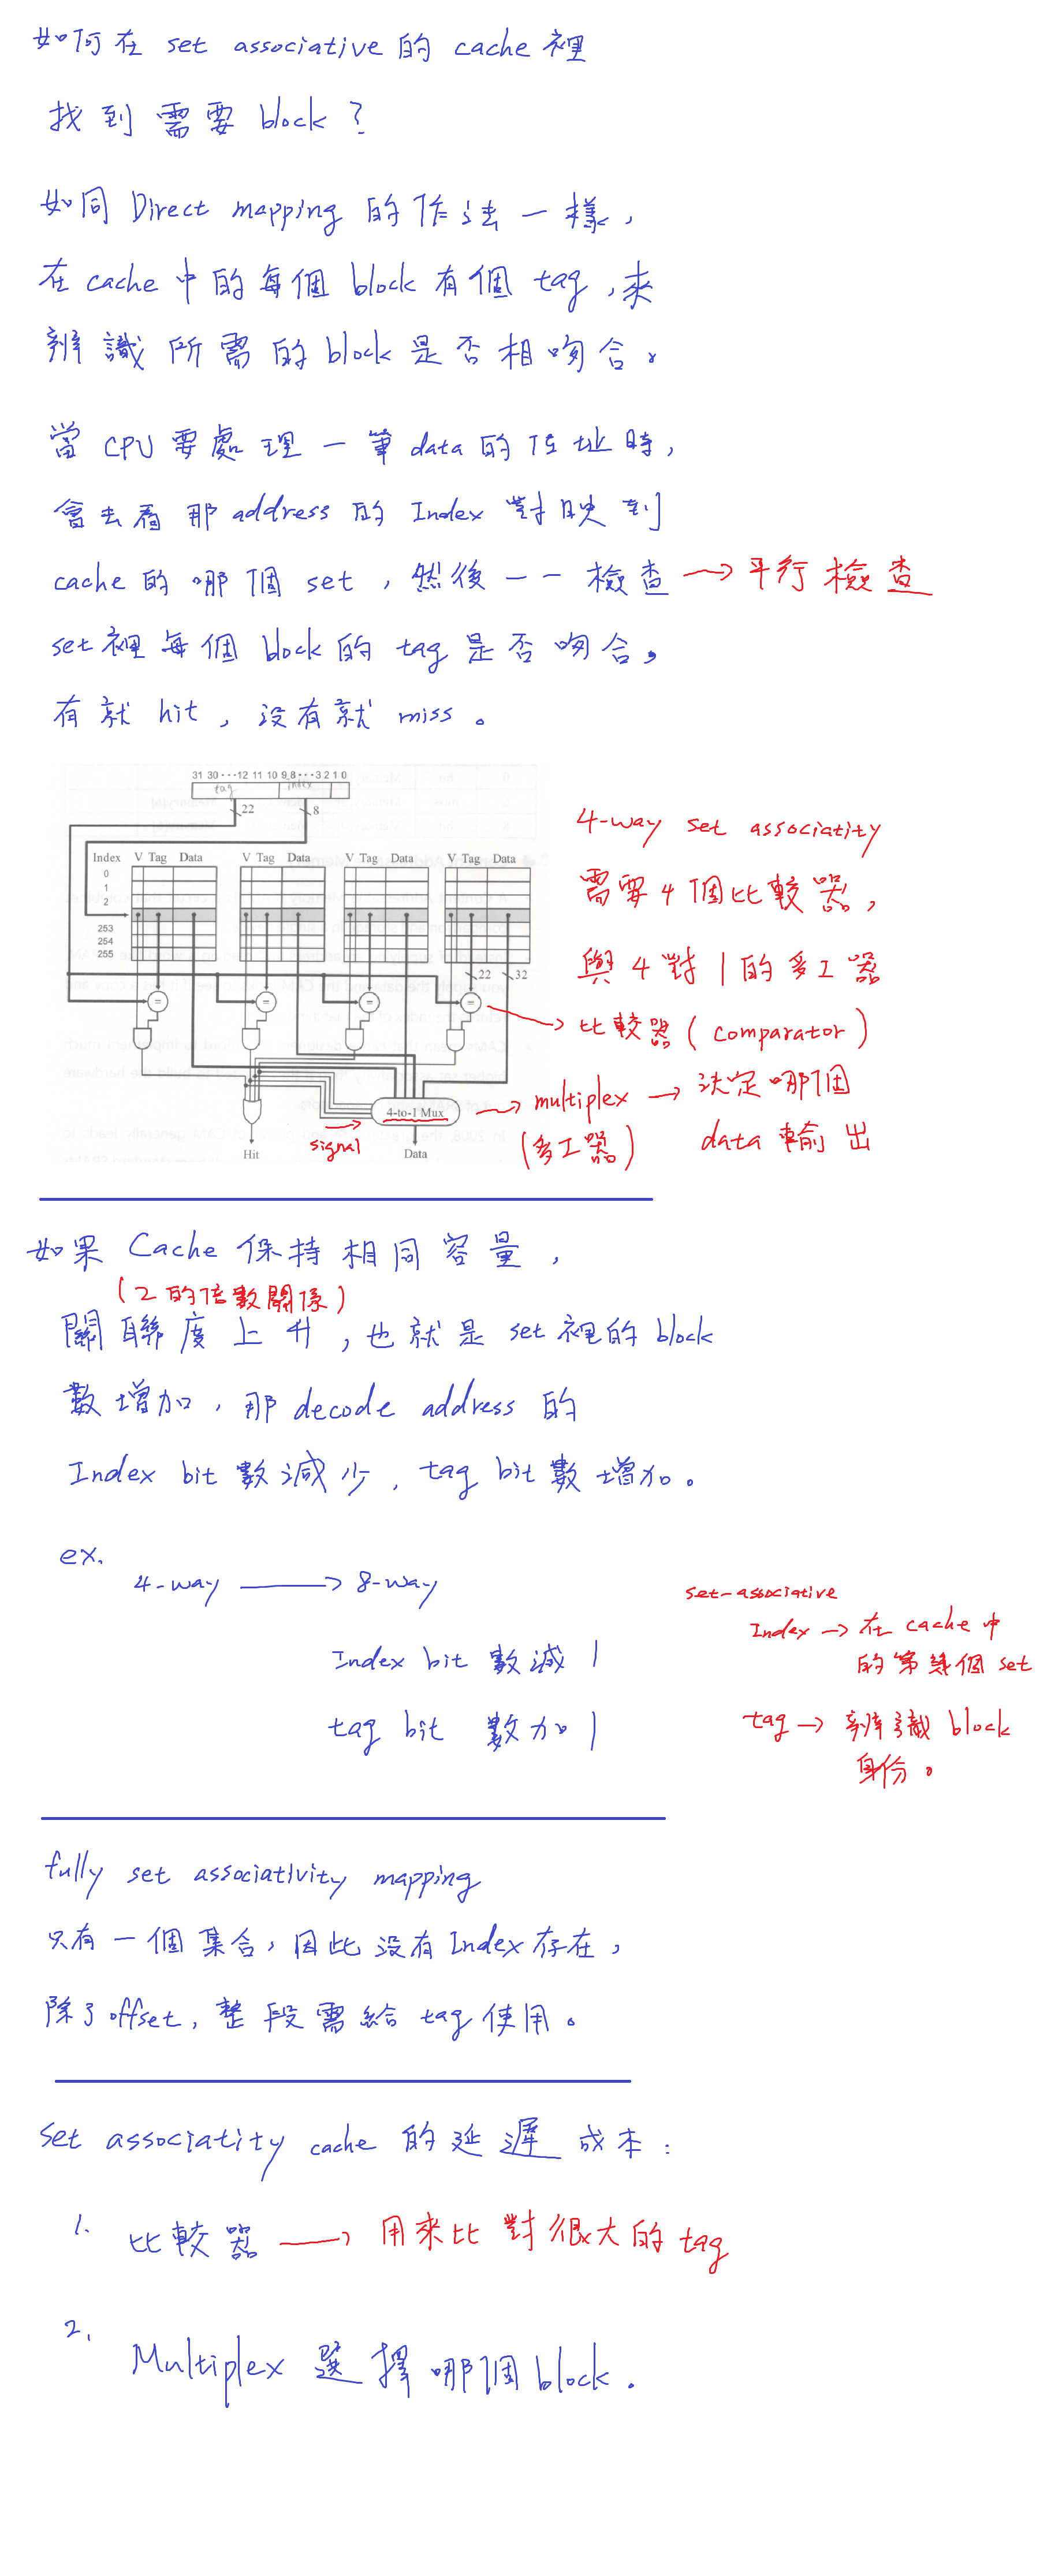 如何在 set associative 的 cache 裡
找到需要 block?
如同 Direct mapping 的作法一樣,
在 cache 中的每個 block 有個 tag,來
辨識所需的 block 是否相吻合。
當 CPU 要處理一筆 data 的位址時,
會去看那 address 的 Index 對映到
cache 的哪個 set,然後一一檢查 → 平行檢查
set 裡每個 block 的 tag 是否吻合。
有就 hit,沒有就 miss。
31 30 ··· 12 11 10 9 8 ··· 3 2 1 0
tag index
22 8
Index V Tag Data V Tag Data V Tag Data V Tag Data
0
1
2
253
254
255
22 32
= = = =
4-to-1 Mux
signal
Hit Data
4-way set associatity
需要 4 個比較器,
與 4 對 1 的多工器
→ 比較器 (comparator)
→ multiplex → 決定哪個
(多工器) data 輸出
如果 Cache 保持相同容量,
(2 的倍數關係)
關聯度上升,也就是 set 裡的 block
數增加,那 decode address 的
Index bit 數減少,tag bit 數增加。
ex.
4-way → 8-way
Index bit 數減 1
tag bit 數加 1
set-associative
Index → 在 cache 中
的第幾個 set
tag → 辨識 block
身份。
fully set associativity mapping
只有一個集合,因此沒有 Index 存在,
除了 offset,整段需給 tag 使用。
set associatity cache 的延遲成本:
1. 比較器 → 用來比對很大的 tag
2. Multiplex 選擇哪個 block.